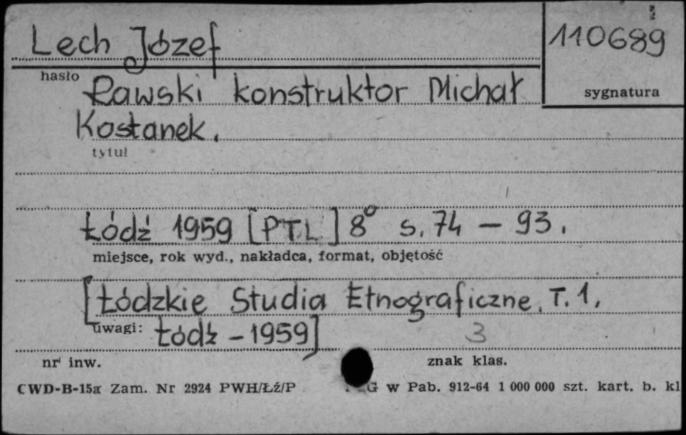 Lech Józef
110689
hasło
sygnatura
Rawski konstruktor Michał
Kostanek.
tytuł
Łódź 1959 [PTL] 8° s. 74 – 93.
miejsce, rok wyd., nakładca, format, objętość
[Łódzkie Studia Etnograficzne. T. 1,
uwagi: Łódź – 1959]
3
nr inw.
znak klas.
CWD-B-15a Zam. Nr 2924 PWH/Łź/P
G w Pab. 912-64 1 000 000 szt. kart. b. kl